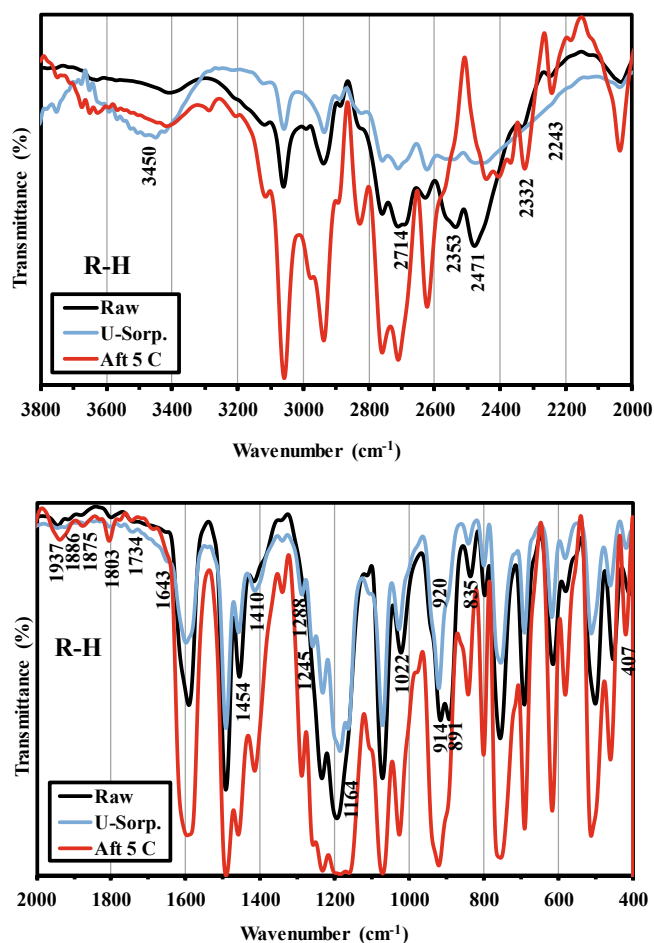 Transmittance (%)
3450
2714
2353
2471
2332
2243
R-H
Raw
U-Sorp.
Aft 5 C
3800 3600 3400 3200 3000 2800 2600 2400 2200 2000
Wavenumber (cm-1)
Transmittance (%)
1937
1886
1875
1803
1734
1643
1454
1410
1288
1245
1164
1022
920
914
891
835
407
R-H
Raw
U-Sorp.
Aft 5 C
2000 1800 1600 1400 1200 1000 800 600 400
Wavenumber (cm-1)